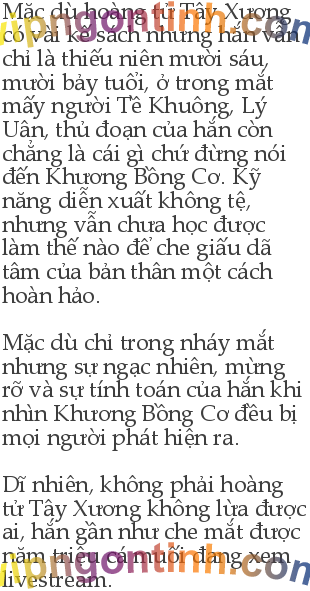 Mặc dù hoàng tử Tây Xương
có vài kế sách nhưng hắn vẫn
chỉ là thiếu niên mười sáu,
mười bảy tuổi, ở trong mắt
mấy người Tề Khuông, Lý
Uân, thủ đoạn của hắn còn
chẳng là cái gì chứ đừng nói
đến Khương Bồng Cơ. Kỹ
năng diễn xuất không tệ,
nhưng vẫn chưa học được
làm thế nào để che giấu dã
tâm của bản thân một cách
hoàn hảo.
Mặc dù chỉ trong nháy mắt
nhưng sự ngạc nhiên, mừng
rỡ và sự tính toán của hắn khi
nhìn Khương Bồng Cơ đều bị
mọi người phát hiện ra.
Dĩ nhiên, không phải hoàng
tử Tây Xương không lừa được
ai, hắn gần như che mắt được
năm triệu cá muối đang xem
livestream.
vipngontinh.com
vipngontinh.com